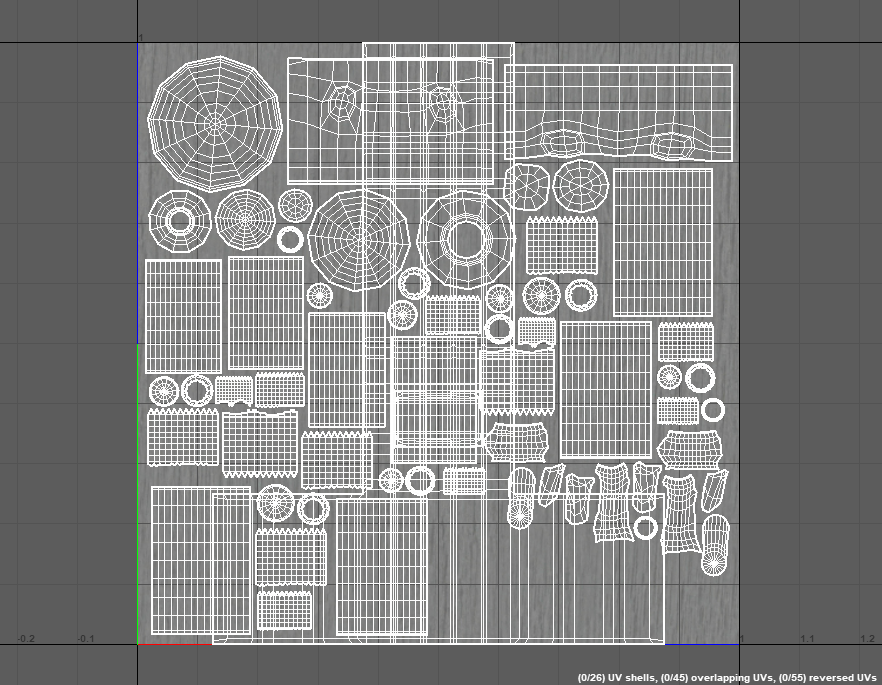 1
-0.2 -0.1 1 1.1 1.2
(0/26) UV shells, (0/45) overlapping UVs, (0/55) reversed UVs